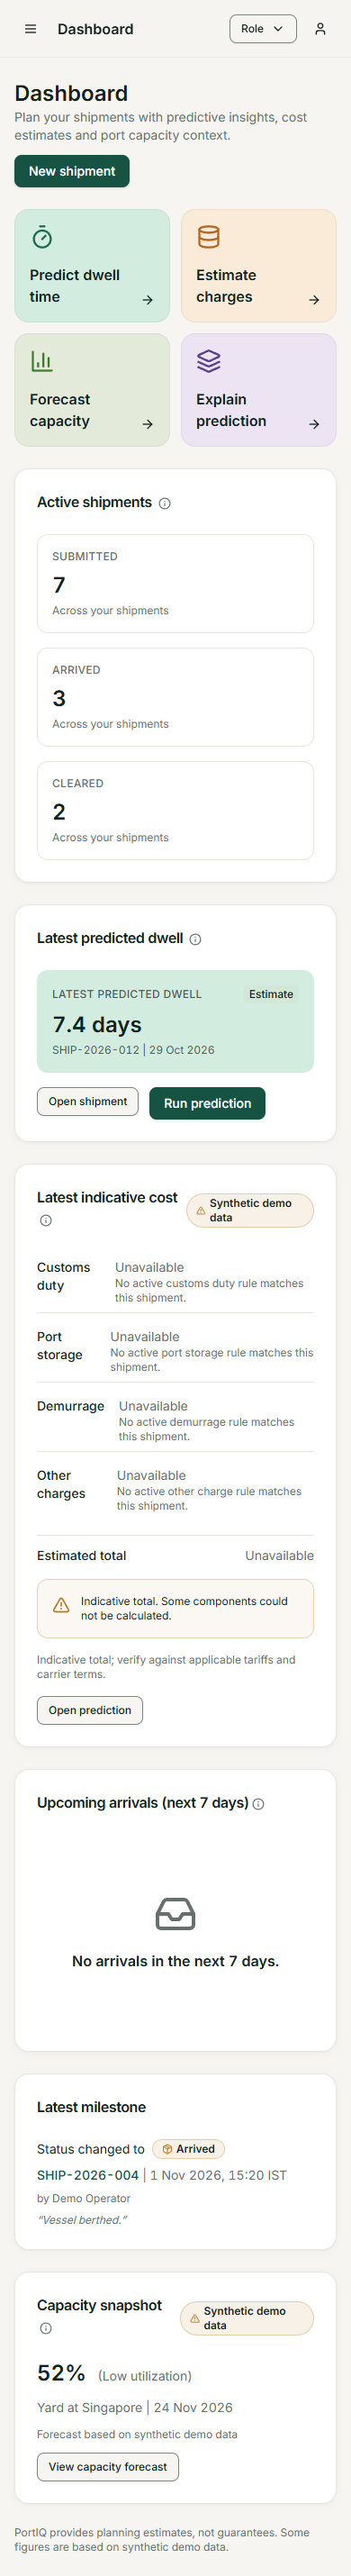 Dashboard
Role
Dashboard
Plan your shipments with predictive insights, cost
estimates and port capacity context.
New shipment
Predict dwell
time
Estimate
charges
Forecast
capacity
Explain
prediction
Active shipments
SUBMITTED
7
Across your shipments
ARRIVED
3
Across your shipments
CLEARED
2
Across your shipments
Latest predicted dwell
LATEST PREDICTED DWELL
Estimate
7.4 days
SHIP-2026-012 | 29 Oct 2026
Open shipment
Run prediction
Latest indicative cost
Synthetic demo
data
Customs
duty
Unavailable
No active customs duty rule matches
this shipment.
Port
storage
Unavailable
No active port storage rule matches this
shipment.
Demurrage
Unavailable
No active demurrage rule matches
this shipment.
Other
charges
Unavailable
No active other charge rule matches
this shipment.
Estimated total
Unavailable
Indicative total. Some components could
not be calculated.
Indicative total; verify against applicable tariffs and
carrier terms.
Open prediction
Upcoming arrivals (next 7 days)
No arrivals in the next 7 days.
Latest milestone
Status changed to Arrived
SHIP-2026-004 | 1 Nov 2026, 15:20 IST
by Demo Operator
“Vessel berthed.”
Capacity snapshot
Synthetic demo
data
52% (Low utilization)
Yard at Singapore | 24 Nov 2026
Forecast based on synthetic demo data
View capacity forecast
PortIQ provides planning estimates, not guarantees. Some
figures are based on synthetic demo data.